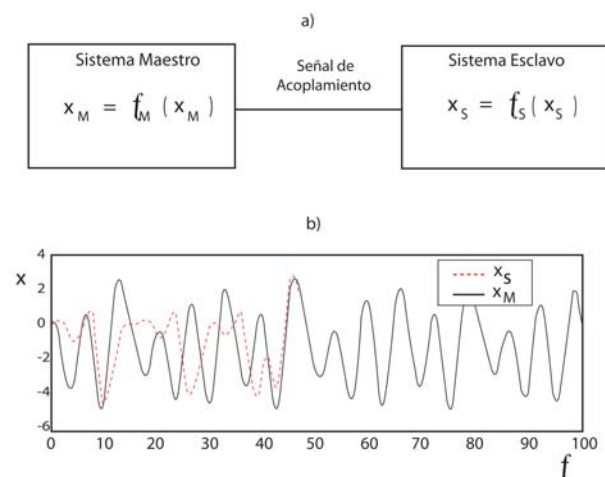 a)
Sistema Maestro
x_M = f_M ( x_M )
Señal de
Acoplamiento
Sistema Esclavo
x_S = f_S ( x_S )
b)
4
2
0
-2
-4
-6
x
x_S
x_M
0 10 20 30 40 50 60 70 80 90 100
f